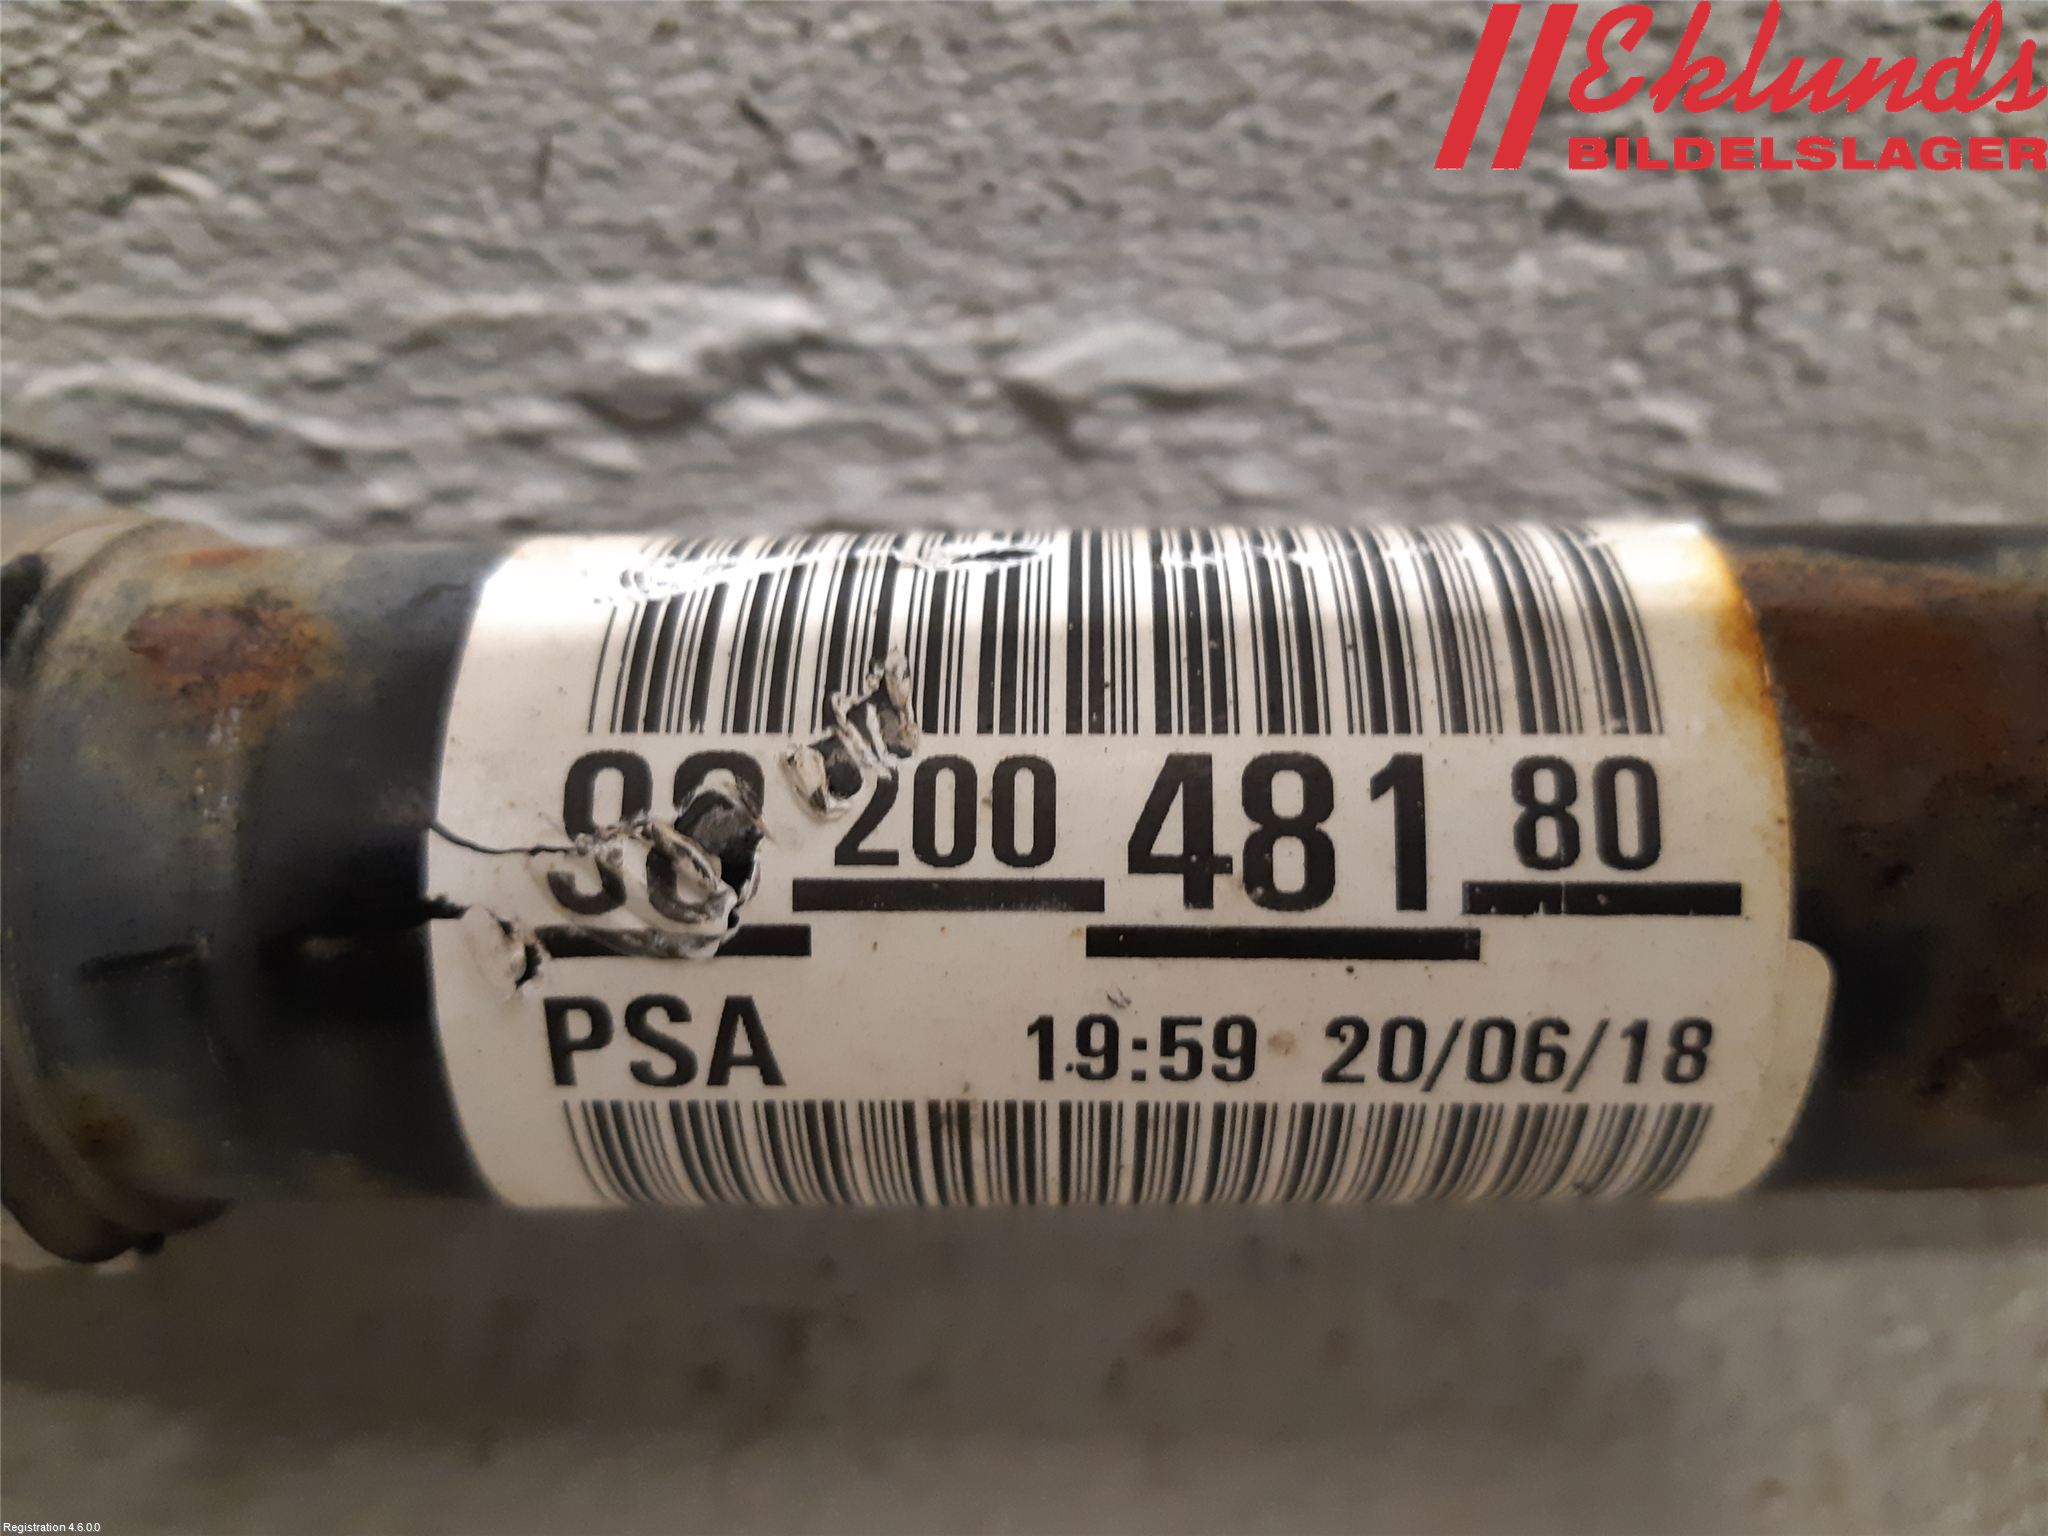 Eklunds
BILDELSLAGER
200 481 80
PSA 19:59 20/06/18
Registration 4.6.0.0